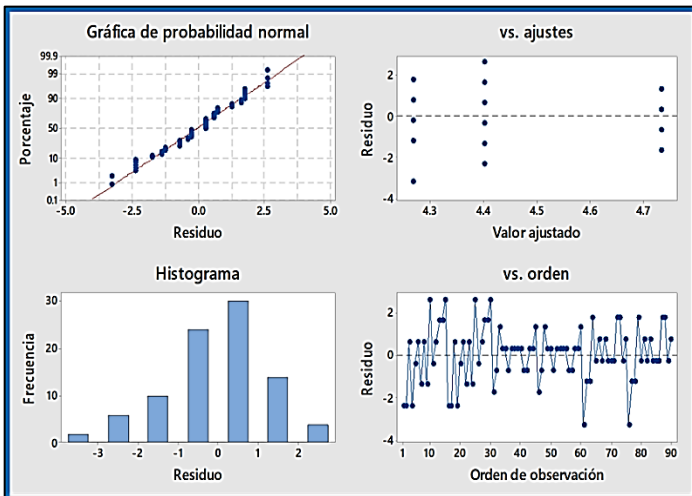 Gráfica de probabilidad normal
99.9
99
90
50
10
1
0.1
Porcentaje
-5.0 -2.5 0.0 2.5 5.0
Residuo
vs. ajustes
2
0
-2
-4
Residuo
4.3 4.4 4.5 4.6 4.7
Valor ajustado
Histograma
30
20
10
0
Frecuencia
-3 -2 -1 0 1 2
Residuo
vs. orden
2
0
-2
-4
Residuo
1 10 20 30 40 50 60 70 80 90
Orden de observación